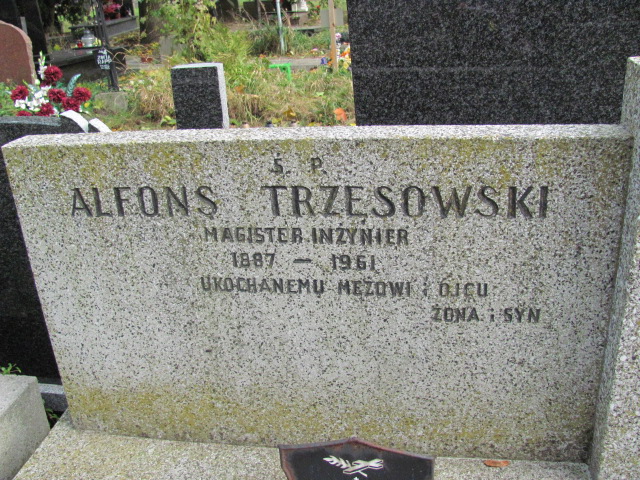 Ś. P.
ALFONS TRZESOWSKI
MAGISTER INŻYNIER
1887 — 1961
UKOCHANEMU MĘŻOWI i OJCU
ŻONA i SYN